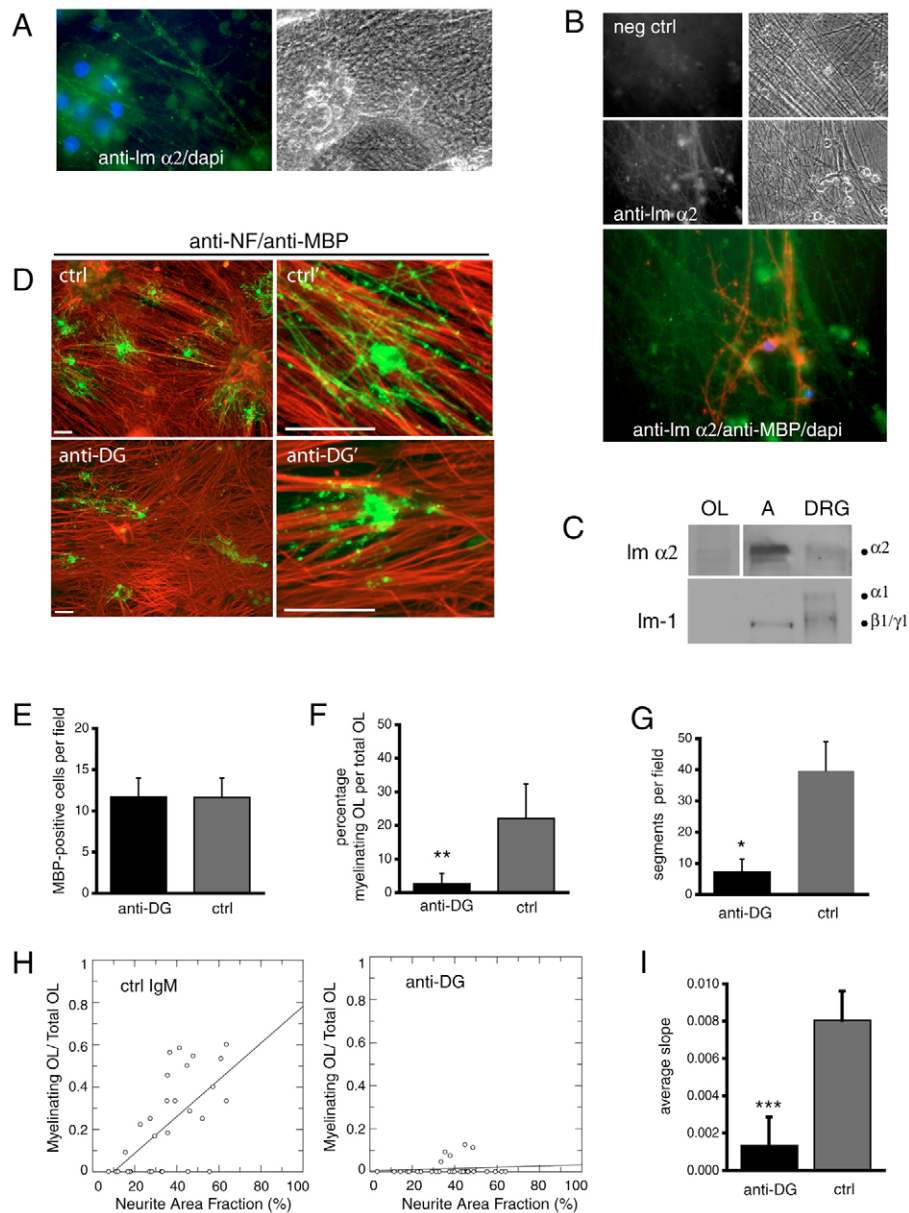 A
anti-lm α2/dapi
B
neg ctrl
anti-lm α2
anti-lm α2/anti-MBP/dapi
anti-NF/anti-MBP
D
ctrl
ctrl'
anti-DG
anti-DG'
C
OL A DRG
lm α2
α2
lm-1
α1
β1/γ1
E
MBP-positive cells per field
20
15
10
5
0
anti-DG ctrl
F
percentage
myelinating OL per total OL
50
40
30
20
10
0
**
anti-DG ctrl
G
segments per field
50
40
30
20
10
0
*
anti-DG ctrl
H
Myelinating OL/ Total OL
1
0.8
0.6
0.4
0.2
0
ctrl IgM
0 20 40 60 80 100
Neurite Area Fraction (%)
Myelinating OL/ Total OL
1
0.8
0.6
0.4
0.2
0
anti-DG
0 20 40 60 80 100
Neurite Area Fraction (%)
I
average slope
0.010
0.008
0.006
0.004
0.002
0.000
***
anti-DG ctrl